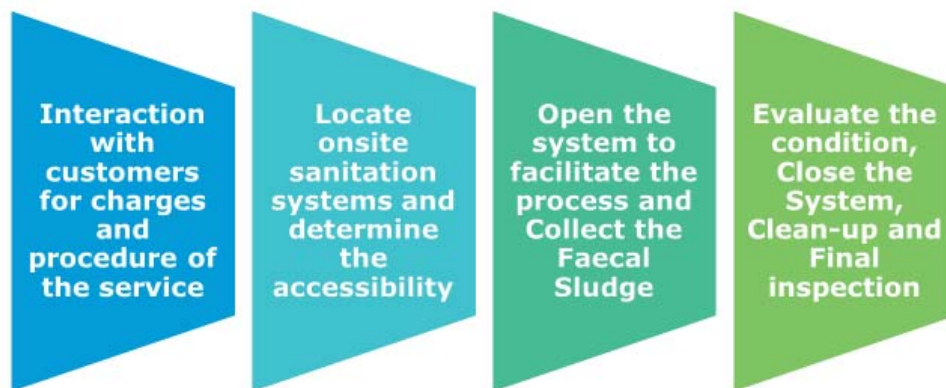 Interaction
with
customers
for charges
and
procedure of
the service
Locate
onsite
sanitation
systems and
determine
the
accessibility
Open the
system to
facilitate the
process and
Collect the
Faecal
Sludge
Evaluate the
condition,
Close the
System,
Clean-up and
Final
inspection